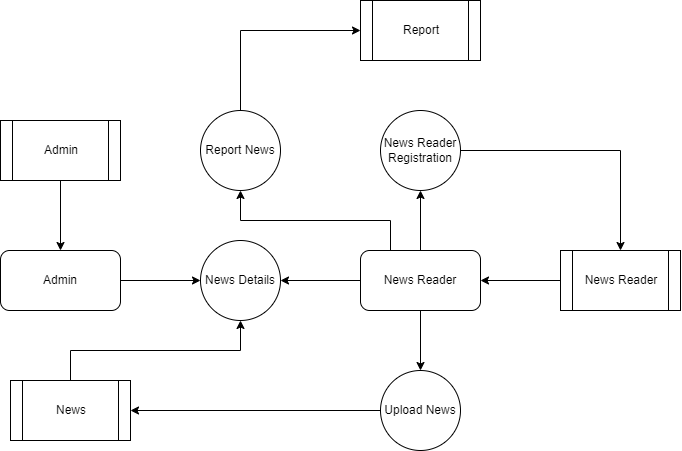 Report
Admin
Report News
News Reader
Registration
Admin
News Details
News Reader
News Reader
News
Upload News